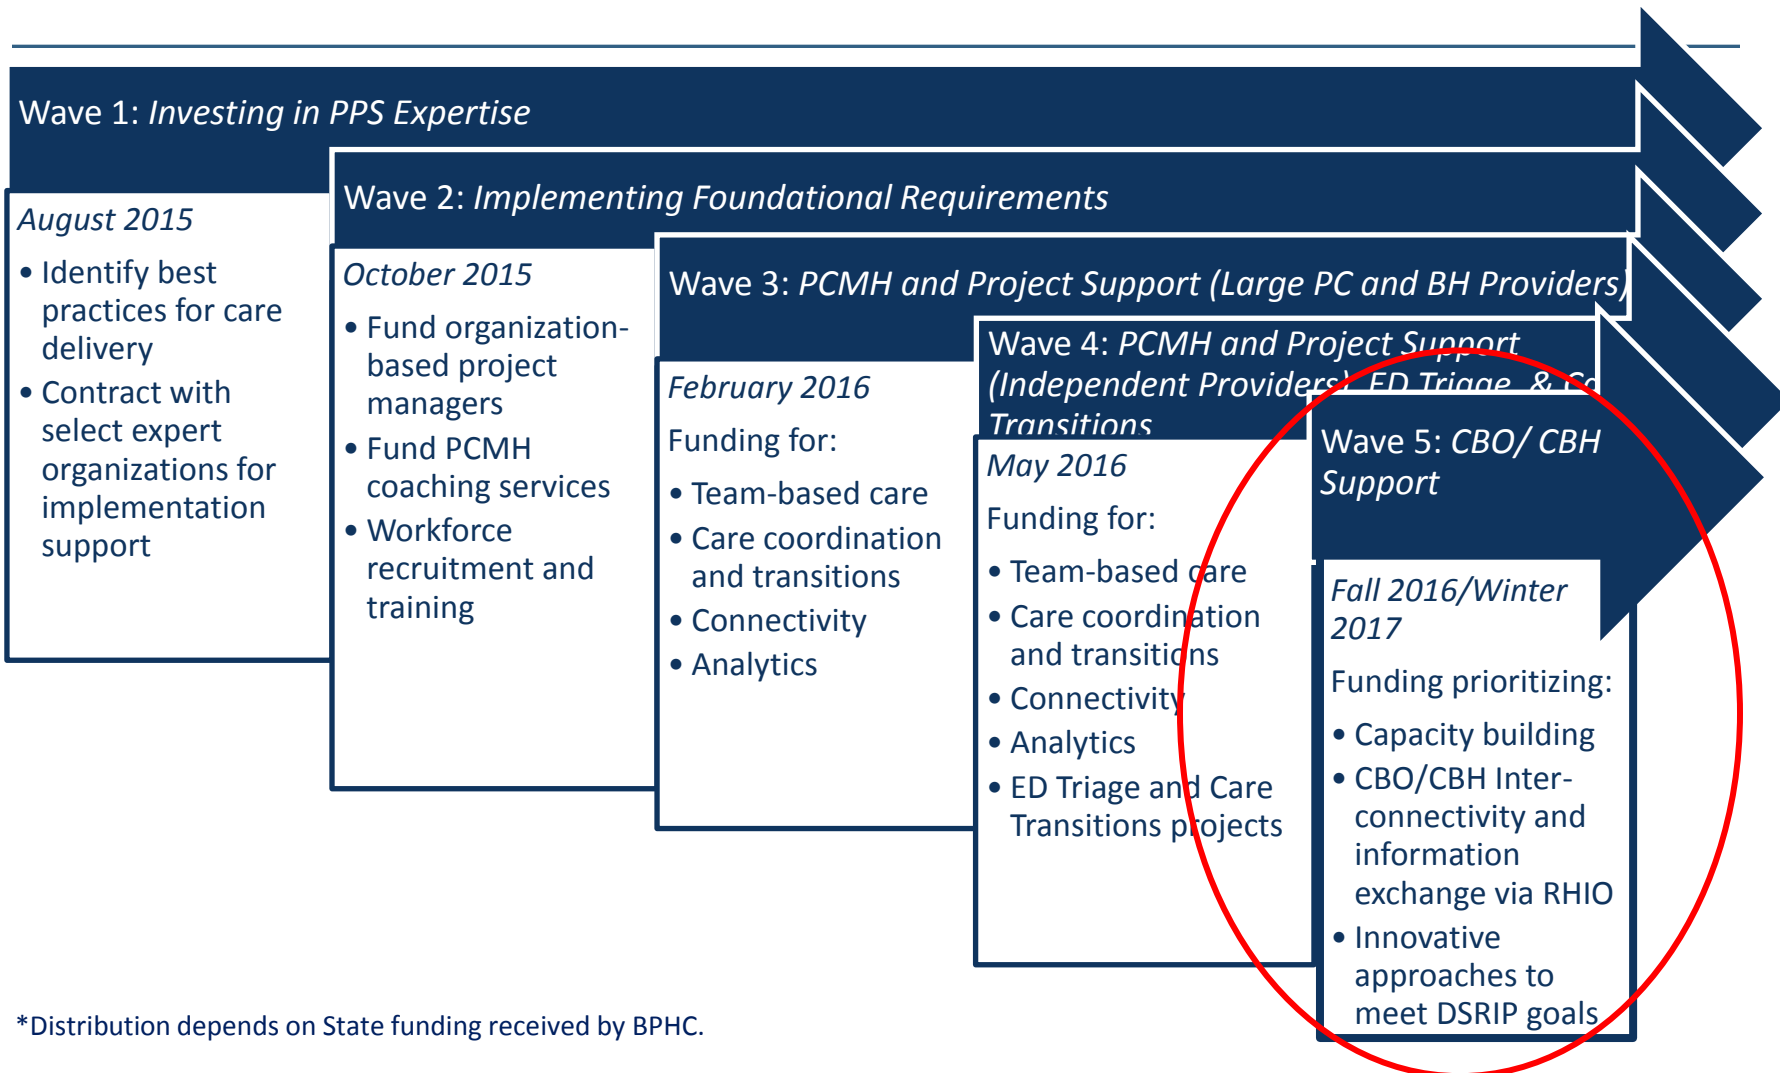 Wave 1: Investing in PPS Expertise
August 2015
• Identify best
practices for care
delivery
• Contract with
select expert
organizations for
implementation
support
Wave 2: Implementing Foundational Requirements
October 2015
• Fund organization-
based project
managers
• Fund PCMH
coaching services
• Workforce
recruitment and
training
Wave 3: PCMH and Project Support (Large PC and BH Providers)
February 2016
Funding for:
• Team-based care
• Care coordination
and transitions
• Connectivity
• Analytics
Wave 4: PCMH and Project Support
(Independent Providers), ED Triage, &
Transitions
May 2016
Funding for:
• Team-based care
• Care coordination
and transitions
• Connectivity
• Analytics
• ED Triage and Care
Transitions projects
Wave 5: CBO/ CBH
Support
Fall 2016/Winter
2017
Funding prioritizing:
• Capacity building
• CBO/CBH Inter-
connectivity and
information
exchange via RHIO
• Innovative
approaches to
meet DSRIP goals
*Distribution depends on State funding received by BPHC.